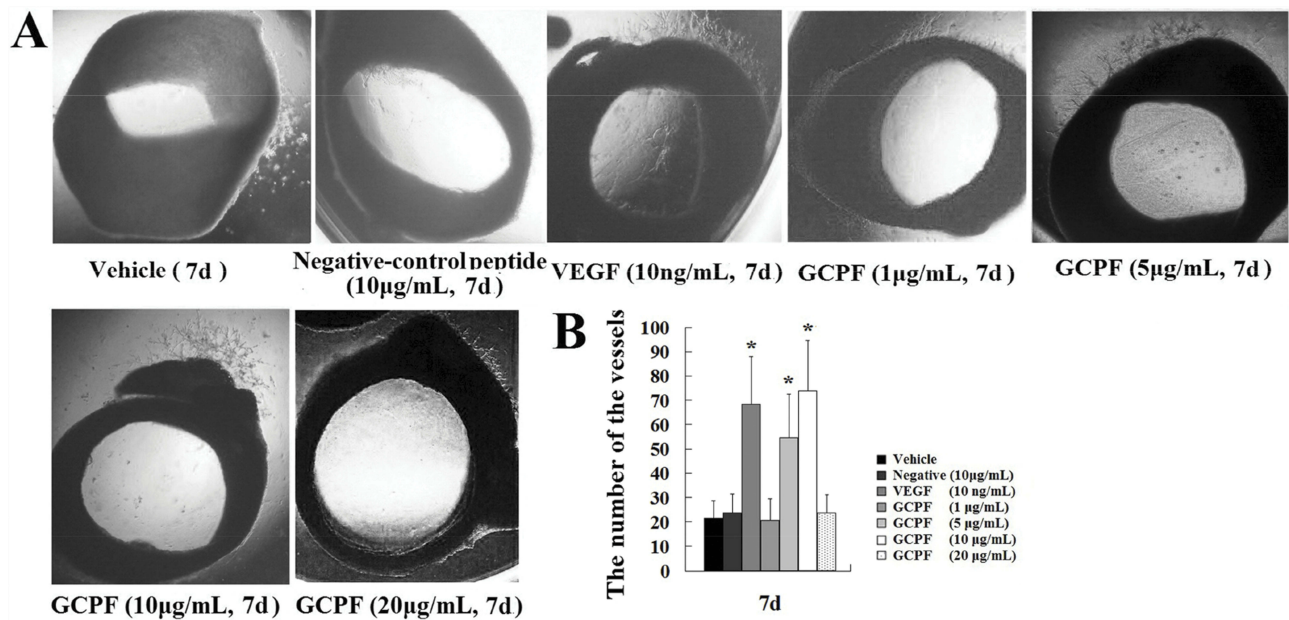 A
Vehicle ( 7d )
Negative-control peptide
(10μg/mL, 7d)
VEGF (10ng/mL, 7d)
GCPF (1μg/mL, 7d)
GCPF (5μg/mL, 7d)
GCPF (10μg/mL, 7d)
GCPF (20μg/mL, 7d)
B
The number of the vessels
100
90
80
70
60
50
40
30
20
10
0
*
*
*
7d
Vehicle
Negative (10μg/mL)
VEGF (10 ng/mL)
GCPF (1 μg/mL)
GCPF (5 μg/mL)
GCPF (10 μg/mL)
GCPF (20 μg/mL)